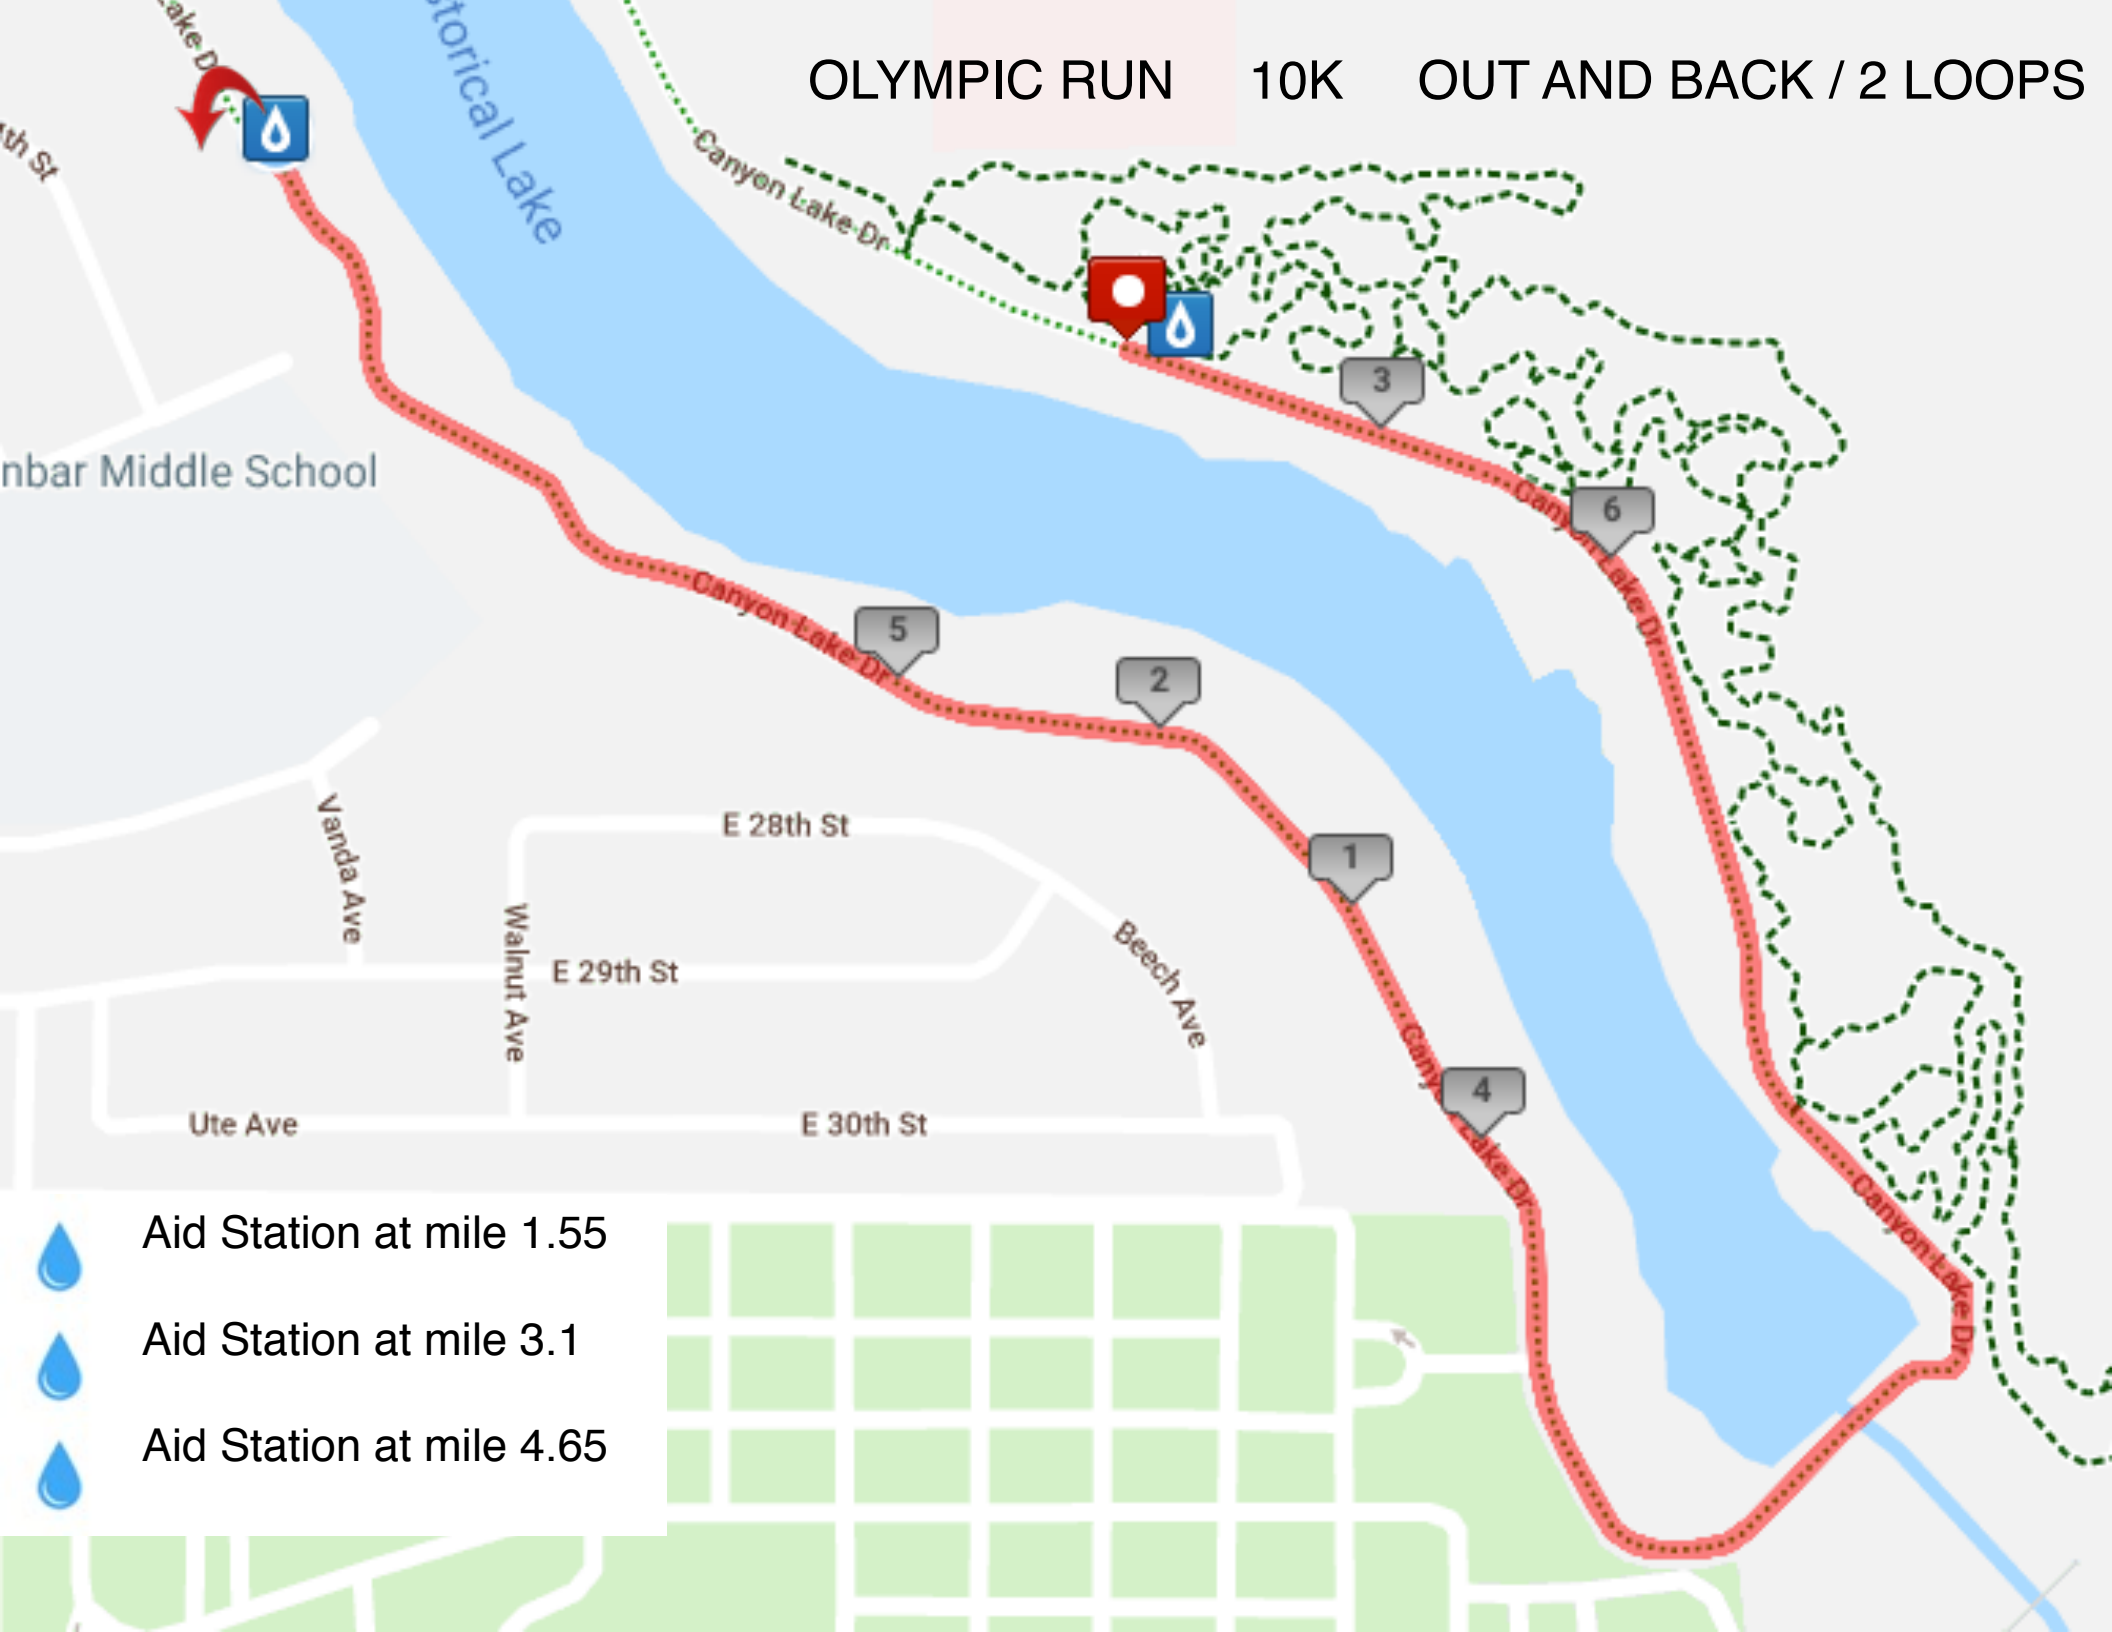 OLYMPIC RUN 10K OUT AND BACK / 2 LOOPS
Lake D
torical Lake
th St
Canyon Lake Dr
3
nbar Middle School
Canyon Lake Dr
6
Canyon Lake Dr
5
2
1
E 28th St
Vanda Ave
Walnut Ave
E 29th St
Beech Ave
Canyon Lake Dr
4
Ute Ave
E 30th St
Canyon Lake Dr
Aid Station at mile 1.55
Aid Station at mile 3.1
Aid Station at mile 4.65